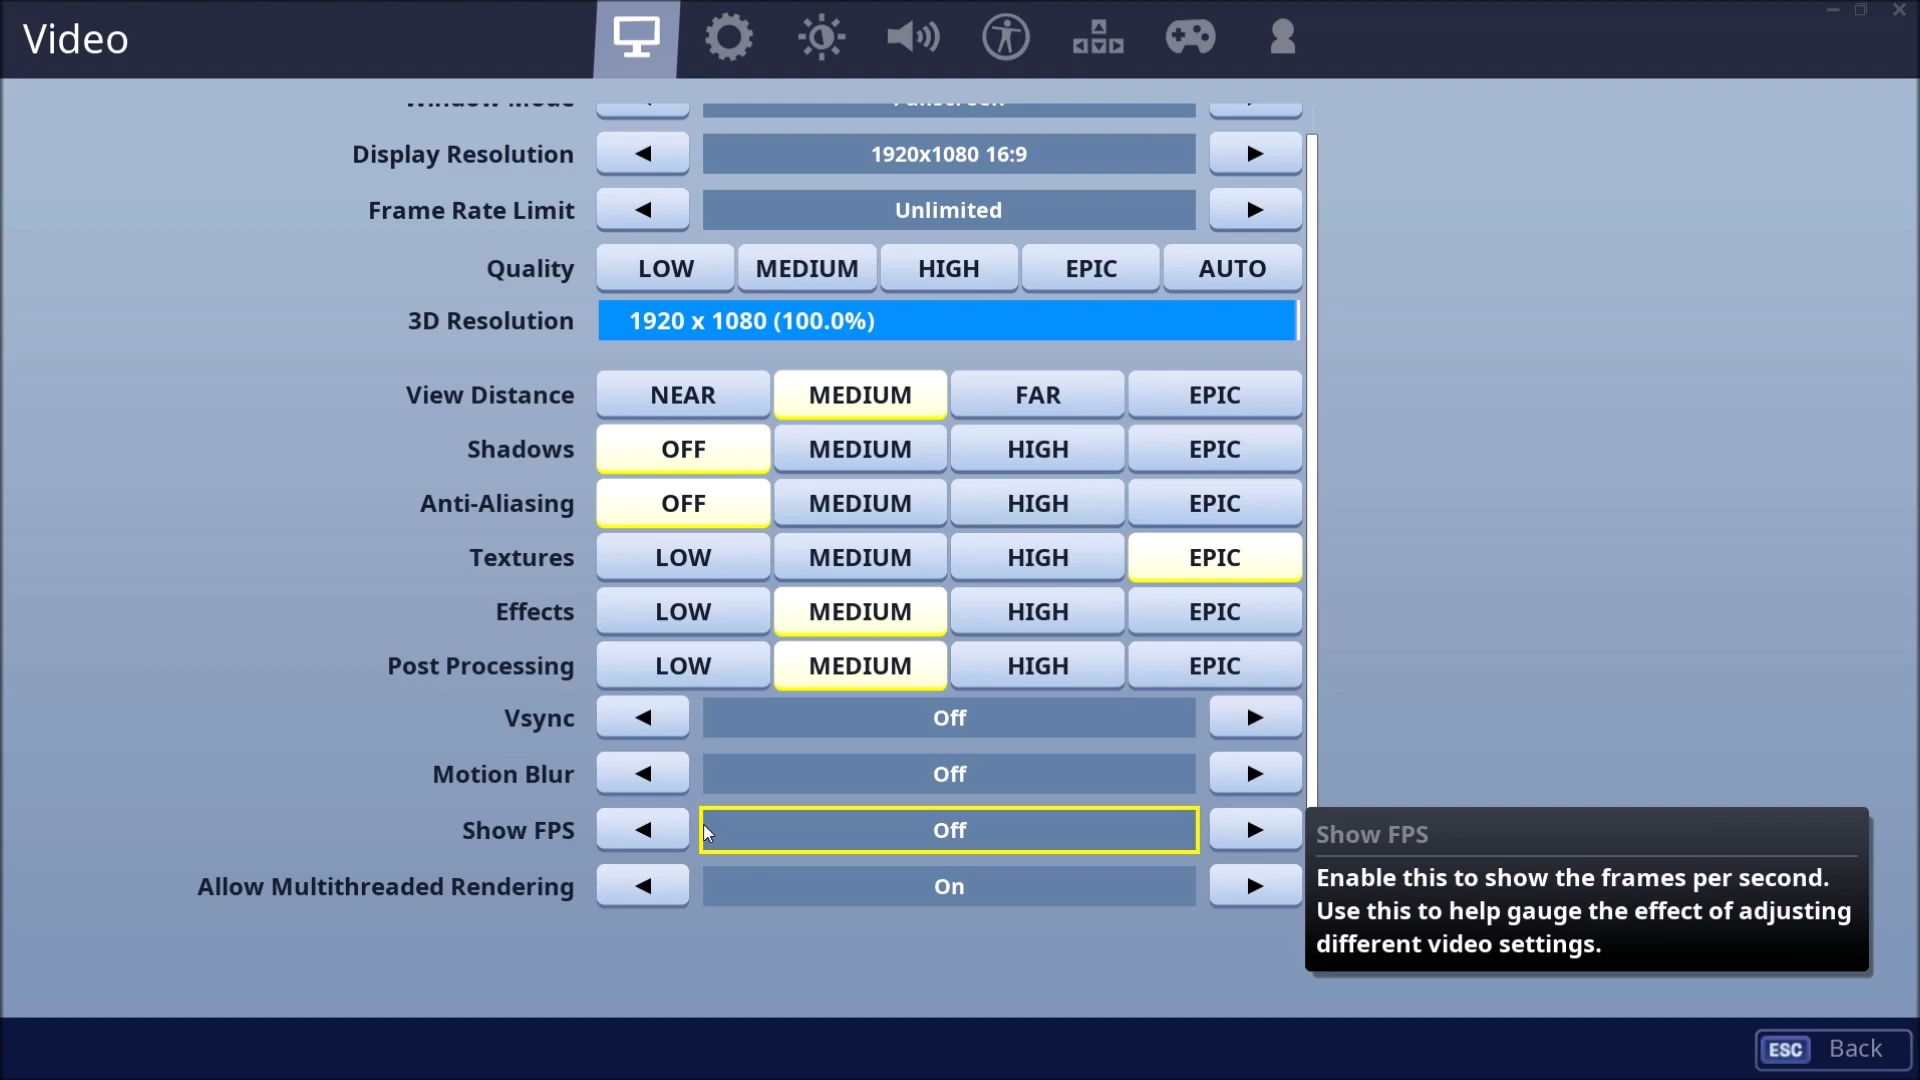 Video
Window Mode Fullscreen
Display Resolution 1920x1080 16:9
Frame Rate Limit Unlimited
Quality LOW MEDIUM HIGH EPIC AUTO
3D Resolution 1920 x 1080 (100.0%)
View Distance NEAR MEDIUM FAR EPIC
Shadows OFF MEDIUM HIGH EPIC
Anti-Aliasing OFF MEDIUM HIGH EPIC
Textures LOW MEDIUM HIGH EPIC
Effects LOW MEDIUM HIGH EPIC
Post Processing LOW MEDIUM HIGH EPIC
Vsync Off
Motion Blur Off
Show FPS Off
Allow Multithreaded Rendering On
Show FPS
Enable this to show the frames per second.
Use this to help gauge the effect of adjusting
different video settings.
ESC Back